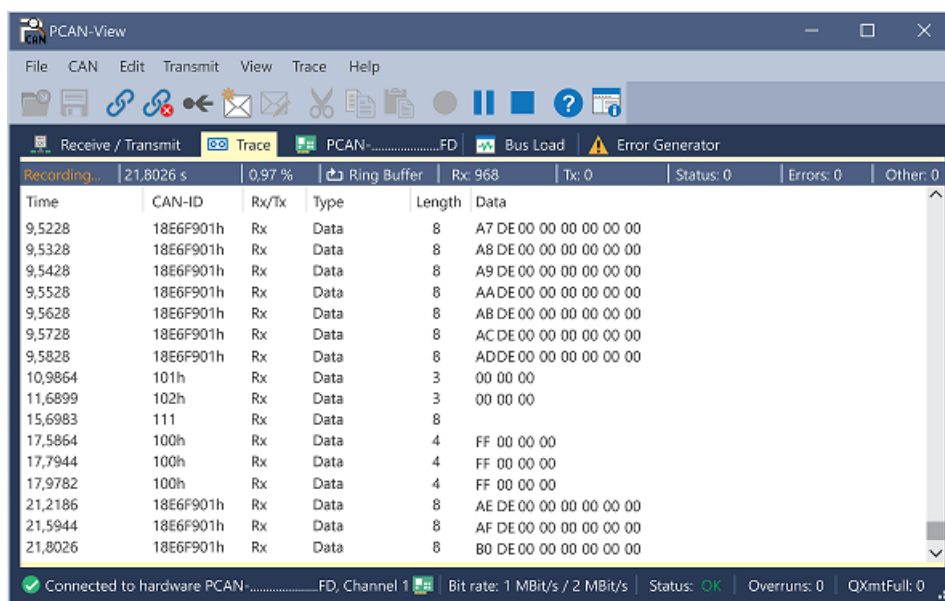 PCAN-View
File CAN Edit Transmit View Trace Help
Receive / Transmit Trace PCAN-....................FD Bus Load Error Generator
Recording... 21,8026 s 0,97 % Ring Buffer Rx: 968 Tx: 0 Status: 0 Errors: 0 Other: 0
Time CAN-ID Rx/Tx Type Length Data
9,5228 18E6F901h Rx Data 8 A7 DE 00 00 00 00 00 00
9,5328 18E6F901h Rx Data 8 A8 DE 00 00 00 00 00 00
9,5428 18E6F901h Rx Data 8 A9 DE 00 00 00 00 00 00
9,5528 18E6F901h Rx Data 8 AA DE 00 00 00 00 00 00
9,5628 18E6F901h Rx Data 8 AB DE 00 00 00 00 00 00
9,5728 18E6F901h Rx Data 8 AC DE 00 00 00 00 00 00
9,5828 18E6F901h Rx Data 8 AD DE 00 00 00 00 00 00
10,9864 101h Rx Data 3 00 00 00
11,6899 102h Rx Data 3 00 00 00
15,6983 111 Rx Data 8
17,5864 100h Rx Data 4 FF 00 00 00
17,7944 100h Rx Data 4 FF 00 00 00
17,9782 100h Rx Data 4 FF 00 00 00
21,2186 18E6F901h Rx Data 8 AE DE 00 00 00 00 00 00
21,5944 18E6F901h Rx Data 8 AF DE 00 00 00 00 00 00
21,8026 18E6F901h Rx Data 8 B0 DE 00 00 00 00 00 00
Connected to hardware PCAN-....................FD, Channel 1 Bit rate: 1 MBit/s / 2 MBit/s Status: OK Overruns: 0 QXmtFull: 0